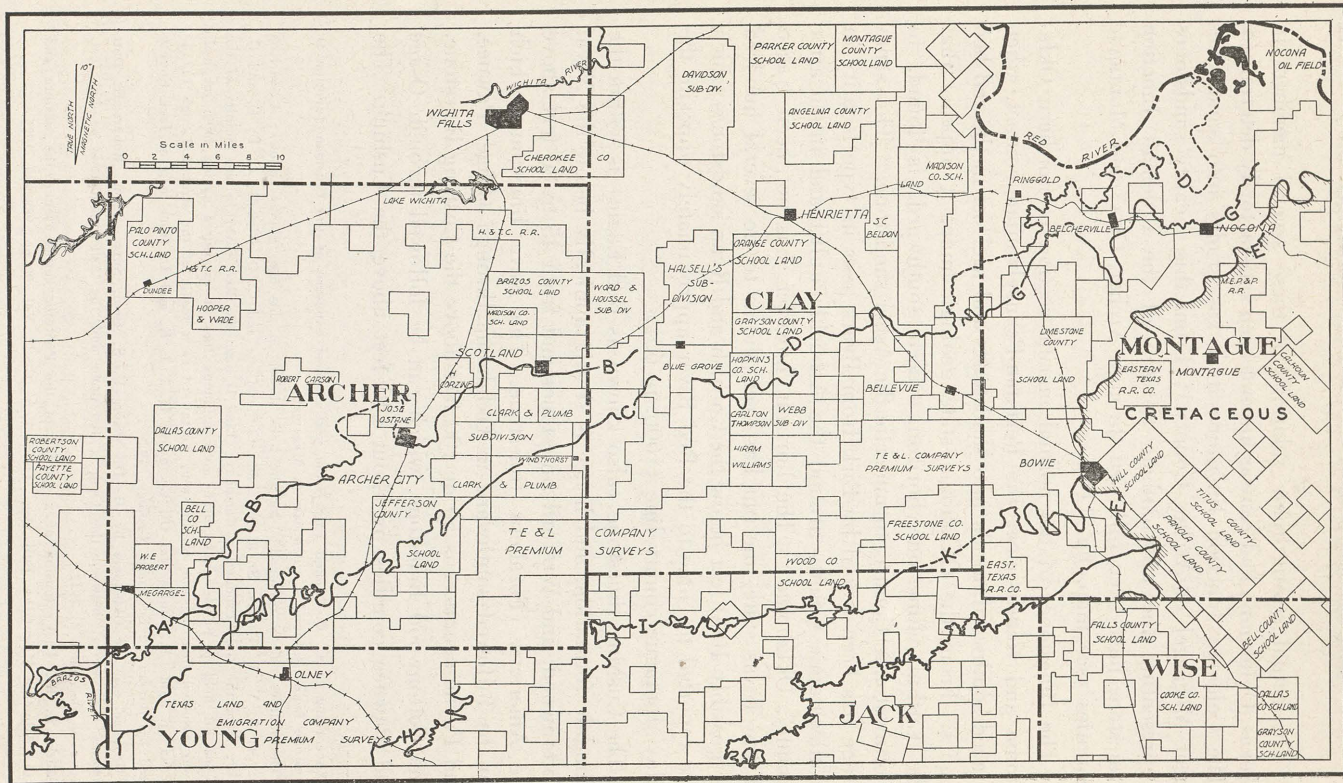 10°
TRUE NORTH
MAGNETIC NORTH
Scale in Miles
0 2 4 6 8 10
WICHITA RIVER
WICHITA
FALLS
CHEROKEE CO
SCHOOL LAND
DAVIDSON
SUB-DIV.
PARKER COUNTY
SCHOOL LAND
MONTAGUE
COUNTY
SCHOOL LAND
ANGELINA COUNTY
SCHOOL LAND
MADISON
CO. SCH.
LAND
NOCONA
OIL FIELD
RED RIVER
RINGGOLD
D
BELCHERVILLE
G
NOCONA
E
LAKE WICHITA
H. & T.C. R.R.
PALO PINTO
COUNTY
SCH. LAND
H & T.C R.R.
DUNDEE
HOOPER
& WADE
HENRIETTA
J.C
BELDON
ORANGE COUNTY
SCHOOL LAND
HALSELL'S
SUB-
DIVISION
BRAZOS COUNTY
SCHOOL LAND
WORD &
HOUSSEL
SUB DIV
MADISON CO.
SCH. LAND
CLAY
GRAYSON COUNTY
SCHOOL LAND
G
M.E.P. & P.
R.R
SCOTLAND
B
BLUE GROVE
D
HOPKINS
CO. SCH.
LAND
LIMESTONE
COUNTY
SCHOOL LAND
MONTAGUE
MONTAGUE
EASTERN
TEXAS
R.R. CO.
CALHOUN
COUNTY
SCHOOL LAND
CRETACEOUS
ROBERT CARSON
ARCHER
JOSE
OSTANE
H
CORZINE
C
BELLEVUE
CLARK & PLUMB
SUBDIVISION
WINDTHORST
CLARK & PLUMB
CARLTON
THOMPSON
WEBB
SUB-DIV
HIRAM
WILLIAMS
T E & L. COMPANY
PREMIUM SURVEYS
BOWIE
HILL COUNTY
SCHOOL LAND
DALLAS COUNTY
SCHOOL LAND
ROBERTSON
COUNTY
SCHOOL LAND
FAYETTE
COUNTY
SCHOOL LAND
ARCHER CITY
B
BELL
CO
SCH.
LAND
JEFFERSON
COUNTY
SCHOOL
LAND
C
T E & L
PREMIUM
COMPANY
SURVEYS
FREESTONE CO.
SCHOOL LAND
K
E
TITUS COUNTY
SCHOOL LAND
PANOLA COUNTY
SCHOOL LAND
W.E
PROBERT
MEGARGEL
A
WOOD CO
SCHOOL LAND
EAST.
TEXAS
R.R.CO.
I
L
FALLS COUNTY
SCHOOL LAND
BELL COUNTY
SCHOOL LAND
WISE
BRAZOS
RIVER
F
OLNEY
TEXAS LAND AND
EMIGRATION COMPANY
PREMIUM SURVEYS
YOUNG
H
JACK
COOKE CO.
SCH. LAND
DALLAS
CO SCH LAND
GRAYSON
COUNTY
SCH. LAND